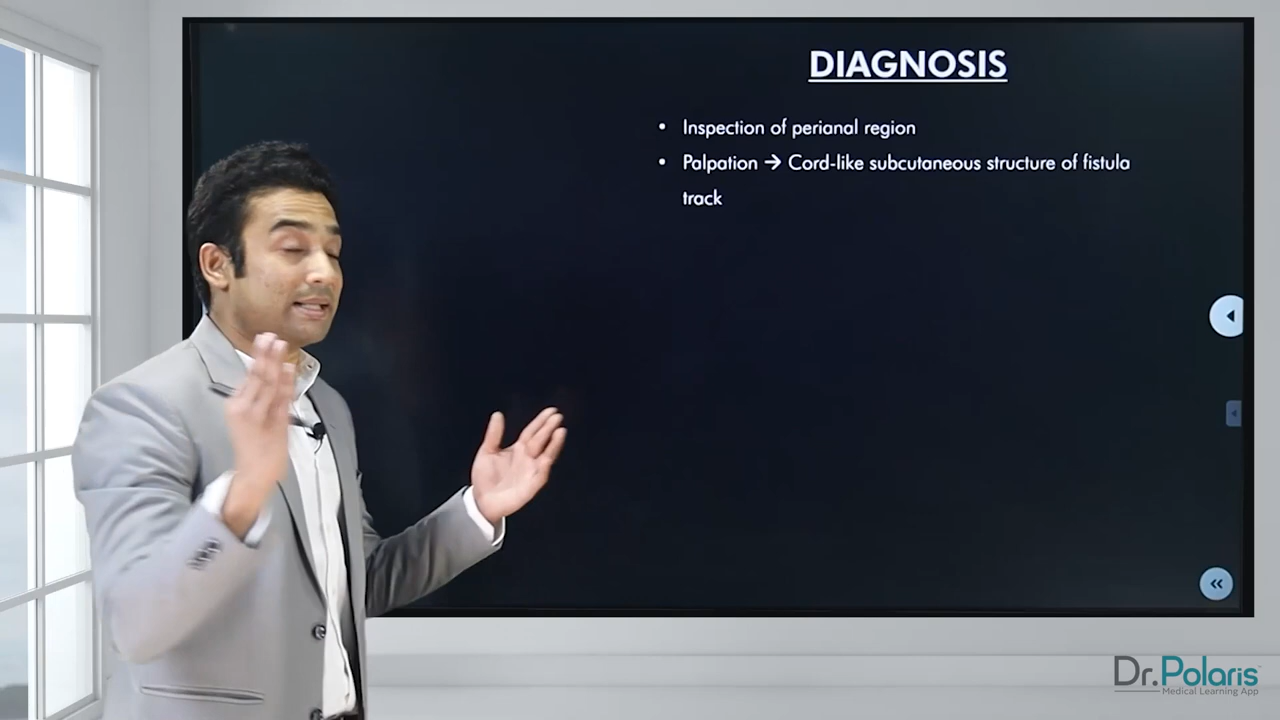 DIAGNOSIS
• Inspection of perianal region
• Palpation → Cord-like subcutaneous structure of fistula
track
Dr.Polaris
Medical Learning App